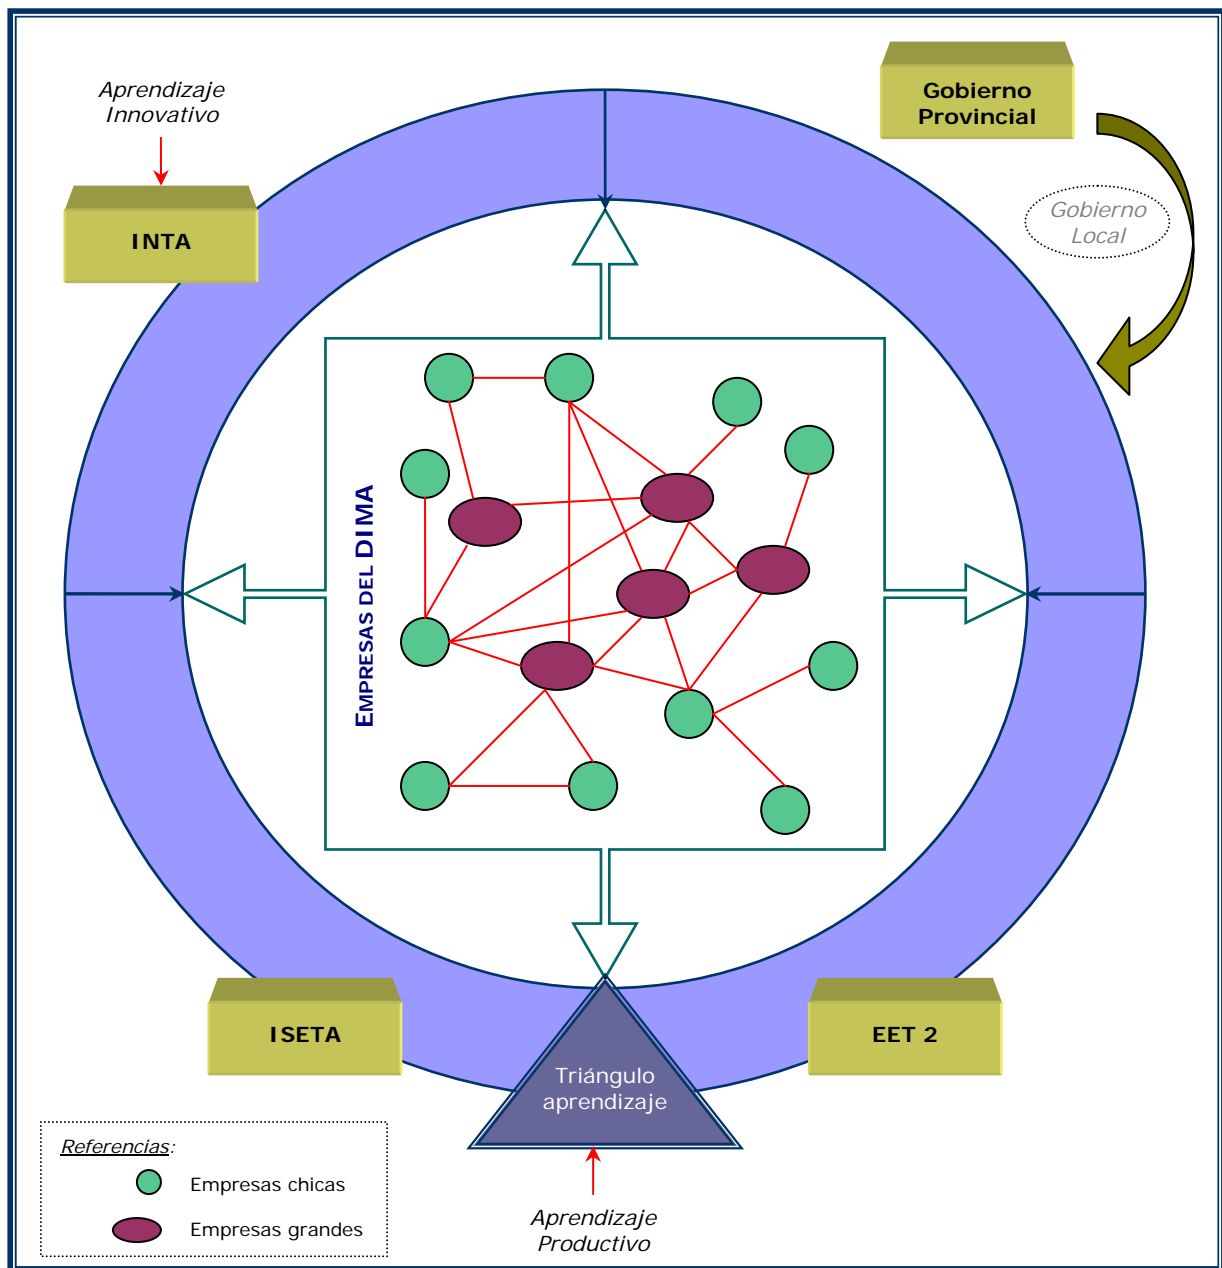 Aprendizaje
Innovativo
INTA
Gobierno
Provincial
Gobierno
Local
EMPRESAS DEL DIMA
ISETA
EET 2
Triángulo
aprendizaje
Aprendizaje
Productivo
Referencias:
Empresas chicas
Empresas grandes